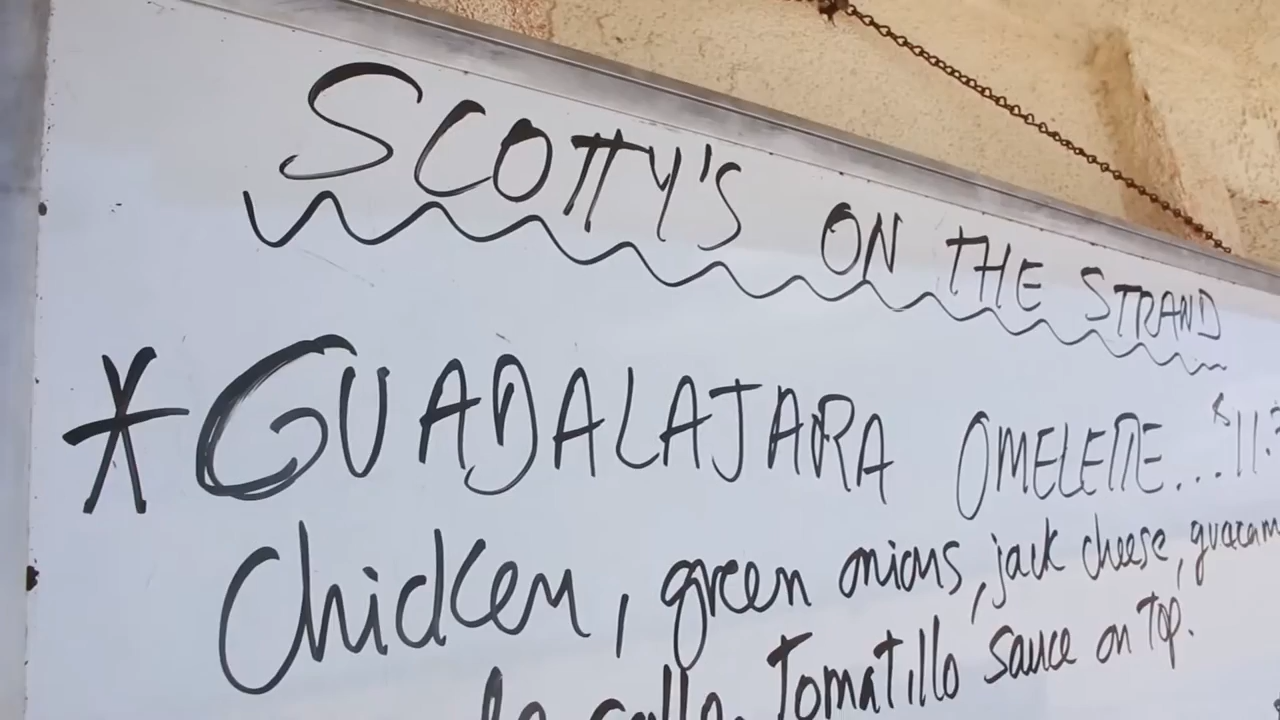 SCOTTY'S ON THE STRAND
* GUADALAJARA OMELETTE...$11.
Chicken, green onions, jack cheese, guacam
Tomatillo sauce on Top.